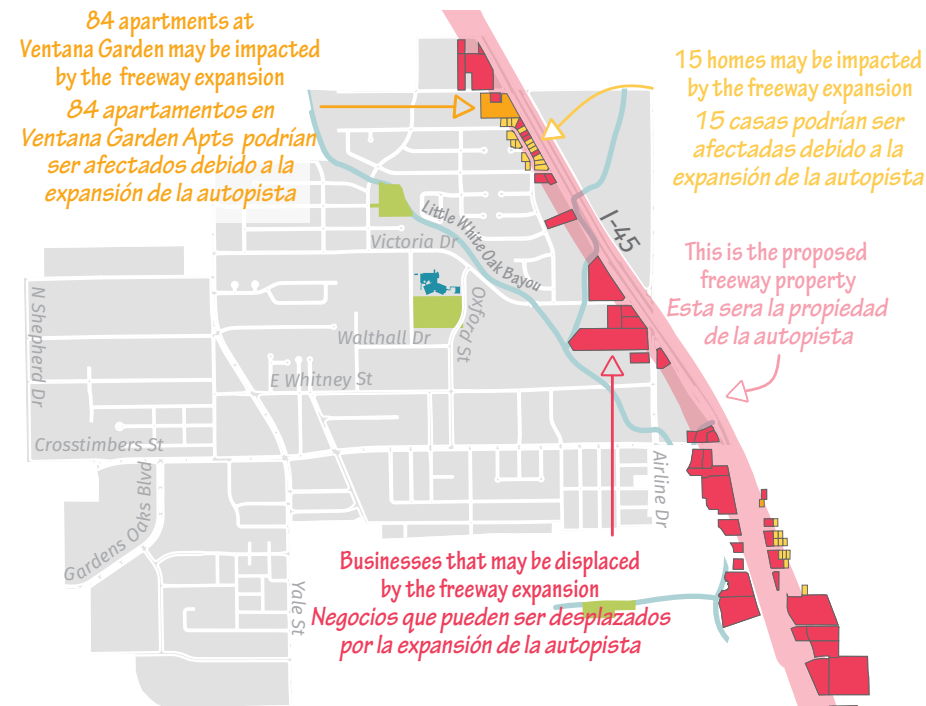 84 apartments at
Ventana Garden may be impacted
by the freeway expansion
84 apartamentos en
Ventana Garden Apts podrían
ser afectados debido a la
expansión de la autopista
15 homes may be impacted
by the freeway expansion
15 casas podrían ser
afectadas debido a la
expansión de la autopista
I-45
Little White Oak Bayou
Victoria Dr
This is the proposed
freeway property
Esta sera la propiedad
de la autopista
N Shepherd Dr
Oxford St
Walthall Dr
E Whitney St
Crosstimbers St
Gardens Oaks Blvd
Airline Dr
Yale St
Businesses that may be displaced
by the freeway expansion
Negocios que pueden ser desplazados
por la expansión de la autopista